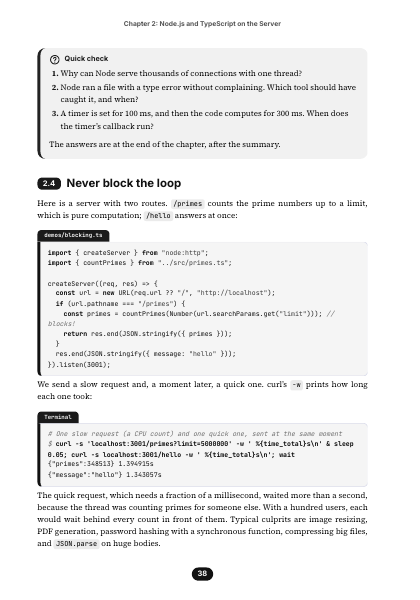 Chapter 2: Node.js and TypeScript on the Server
? Quick check
1. Why can Node serve thousands of connections with one thread?
2. Node ran a file with a type error without complaining. Which tool should have
caught it, and when?
3. A timer is set for 100 ms, and then the code computes for 300 ms. When does
the timer's callback run?
The answers are at the end of the chapter, after the summary.
2.4 Never block the loop
Here is a server with two routes. /primes counts the prime numbers up to a limit,
which is pure computation; /hello answers at once:
demos/blocking.ts
import { createServer } from "node:http";
import { countPrimes } from "../src/primes.ts";
createServer((req, res) => {
const url = new URL(req.url ?? "/", "http://localhost");
if (url.pathname === "/primes") {
const primes = countPrimes(Number(url.searchParams.get("limit"))); //
blocks!
return res.end(JSON.stringify({ primes }));
}
res.end(JSON.stringify({ message: "hello" }));
}).listen(3001);
We send a slow request and, a moment later, a quick one. curl's -w prints how long
each one took:
Terminal
# One slow request (a CPU count) and one quick one, sent at the same moment
$ curl -s 'localhost:3001/primes?limit=5000000' -w ' %{time_total}s\n' & sleep
0.05; curl -s localhost:3001/hello -w ' %{time_total}s\n'; wait
{"primes":348513} 1.394915s
{"message":"hello"} 1.343057s
The quick request, which needs a fraction of a millisecond, waited more than a second,
because the thread was counting primes for someone else. With a hundred users, each
would wait behind every count in front of them. Typical culprits are image resizing,
PDF generation, password hashing with a synchronous function, compressing big files,
and JSON.parse on huge bodies.
38